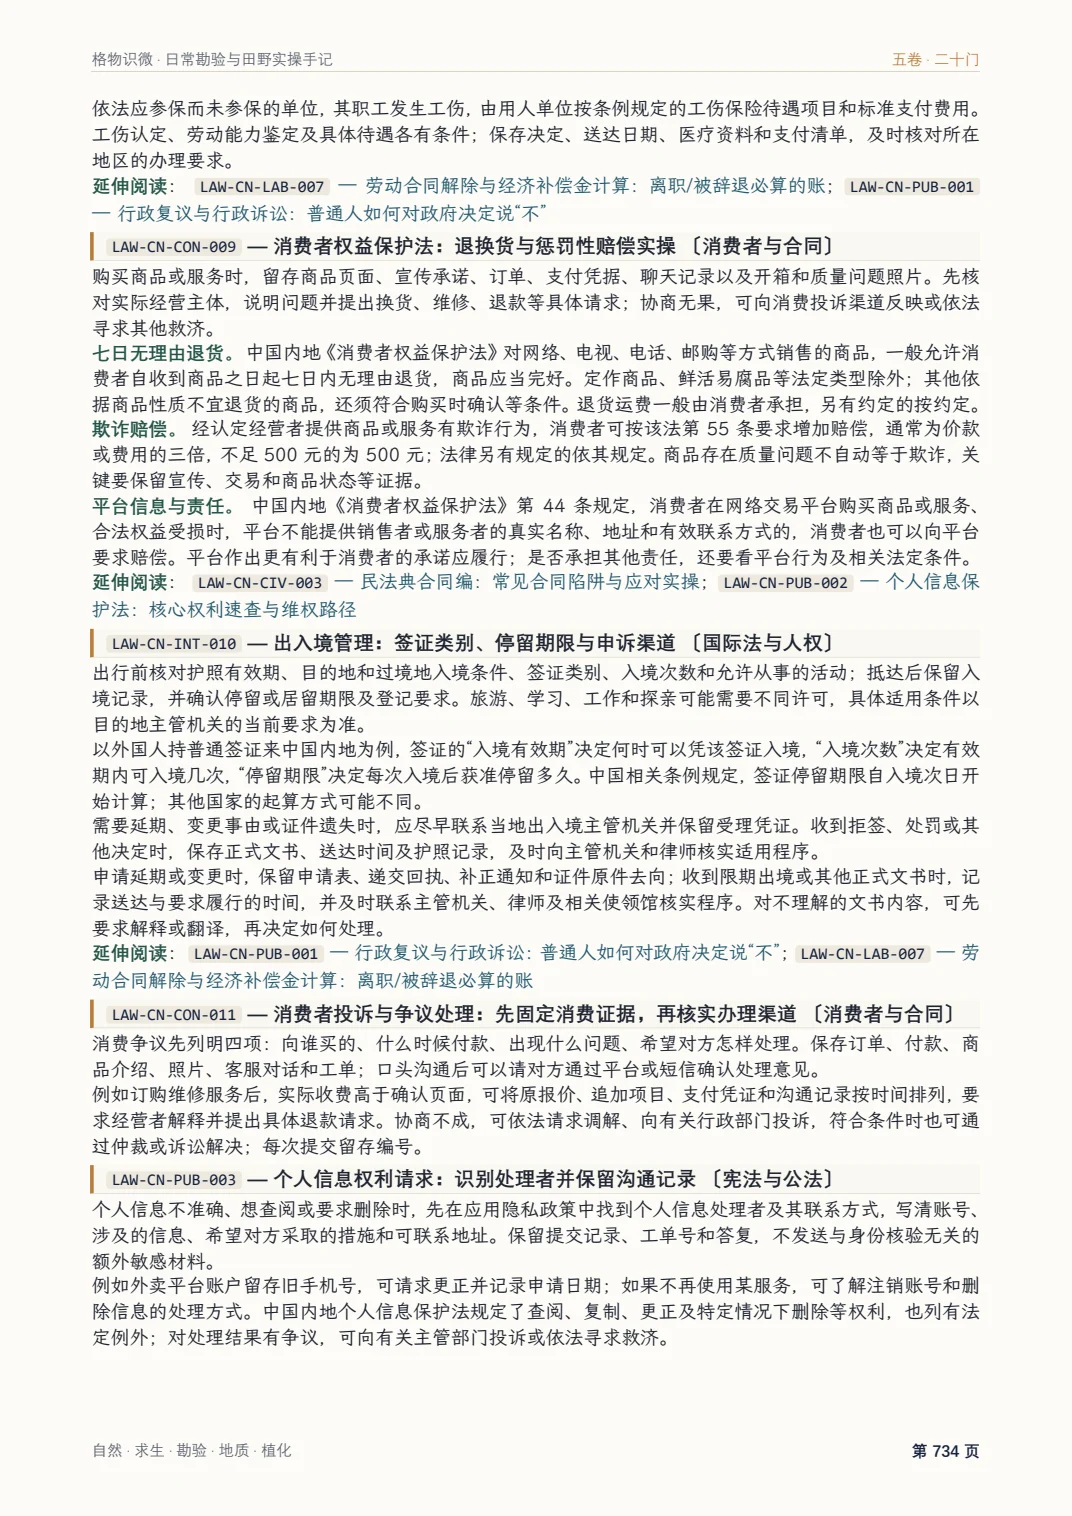 格物识微 · 日常勘验与田野实操手记
五卷 · 二十门
依法应参保而未参保的单位，其职工发生工伤，由用人单位按条例规定的工伤保险待遇项目和标准支付费用。
工伤认定、劳动能力鉴定及具体待遇各有条件；保存决定、送达日期、医疗资料和支付清单，及时核对所在
地区的办理要求。
延伸阅读： LAW-CN-LAB-007 — 劳动合同解除与经济补偿金计算：离职/被辞退必算的账； LAW-CN-PUB-001
— 行政复议与行政诉讼：普通人如何对政府决定说“不”
LAW-CN-CON-009 — 消费者权益保护法：退换货与惩罚性赔偿实操 〔消费者与合同〕
购买商品或服务时，留存商品页面、宣传承诺、订单、支付凭据、聊天记录以及开箱和质量问题照片。先核
对实际经营主体，说明问题并提出换货、维修、退款等具体请求；协商无果，可向消费投诉渠道反映或依法
寻求其他救济。
七日无理由退货。 中国内地《消费者权益保护法》对网络、电视、电话、邮购等方式销售的商品，一般允许消
费者自收到商品之日起七日内无理由退货，商品应当完好。定作商品、鲜活易腐品等法定类型除外；其他依
据商品性质不宜退货的商品，还须符合购买时确认等条件。退货运费一般由消费者承担，另有约定的按约定。
欺诈赔偿。 经认定经营者提供商品或服务有欺诈行为，消费者可按该法第 55 条要求增加赔偿，通常为价款
或费用的三倍，不足 500 元的为 500 元；法律另有规定的依其规定。商品存在质量问题不自动等于欺诈，关
键要保留宣传、交易和商品状态等证据。
平台信息与责任。 中国内地《消费者权益保护法》第 44 条规定，消费者在网络交易平台购买商品或服务、
合法权益受损时，平台不能提供销售者或服务者的真实名称、地址和有效联系方式的，消费者也可以向平台
要求赔偿。平台作出更有利于消费者的承诺应履行；是否承担其他责任，还要看平台行为及相关法定条件。
延伸阅读： LAW-CN-CIV-003 — 民法典合同编：常见合同陷阱与应对实操； LAW-CN-PUB-002 — 个人信息保
护法：核心权利速查与维权路径
LAW-CN-INT-010 — 出入境管理：签证类别、停留期限与申诉渠道 〔国际法与人权〕
出行前核对护照有效期、目的地和过境地入境条件、签证类别、入境次数和允许从事的活动；抵达后保留入
境记录，并确认停留或居留期限及登记要求。旅游、学习、工作和探亲可能需要不同许可，具体适用条件以
目的地主管机关的当前要求为准。
以外国人持普通签证来中国内地为例，签证的“入境有效期”决定何时可以凭该签证入境，“入境次数”决定有效
期内可入境几次，“停留期限”决定每次入境后获准停留多久。中国相关条例规定，签证停留期限自入境次日开
始计算；其他国家的起算方式可能不同。
需要延期、变更事由或证件遗失时，应尽早联系当地出入境主管机关并保留受理凭证。收到拒签、处罚或其
他决定时，保存正式文书、送达时间及护照记录，及时向主管机关和律师核实适用程序。
申请延期或变更时，保留申请表、递交回执、补正通知和证件原件去向；收到限期出境或其他正式文书时，记
录送达与要求履行的时间，并及时联系主管机关、律师及相关使领馆核实程序。对不理解的文书内容，可先
要求解释或翻译，再决定如何处理。
延伸阅读： LAW-CN-PUB-001 — 行政复议与行政诉讼：普通人如何对政府决定说“不”； LAW-CN-LAB-007 — 劳
动合同解除与经济补偿金计算：离职/被辞退必算的账
LAW-CN-CON-011 — 消费者投诉与争议处理：先固定消费证据，再核实办理渠道 〔消费者与合同〕
消费争议先列明四项：向谁买的、什么时候付款、出现什么问题、希望对方怎样处理。保存订单、付款、商
品介绍、照片、客服对话和工单；口头沟通后可以请对方通过平台或短信确认处理意见。
例如订购维修服务后，实际收费高于确认页面，可将原报价、追加项目、支付凭证和沟通记录按时间排列，要
求经营者解释并提出具体退款请求。协商不成，可依法请求调解、向有关行政部门投诉，符合条件时也可通
过仲裁或诉讼解决；每次提交留存编号。
LAW-CN-PUB-003 — 个人信息权利请求：识别处理者并保留沟通记录 〔宪法与公法〕
个人信息不准确、想查阅或要求删除时，先在应用隐私政策中找到个人信息处理者及其联系方式，写清账号、
涉及的信息、希望对方采取的措施和可联系地址。保留提交记录、工单号和答复，不发送与身份核验无关的
额外敏感材料。
例如外卖平台账户留存旧手机号，可请求更正并记录申请日期；如果不再使用某服务，可了解注销账号和删
除信息的处理方式。中国内地个人信息保护法规定了查阅、复制、更正及特定情况下删除等权利，也列有法
定例外；对处理结果有争议，可向有关主管部门投诉或依法寻求救济。
自然 · 求生 · 勘验 · 地质 · 植化
第 734 页